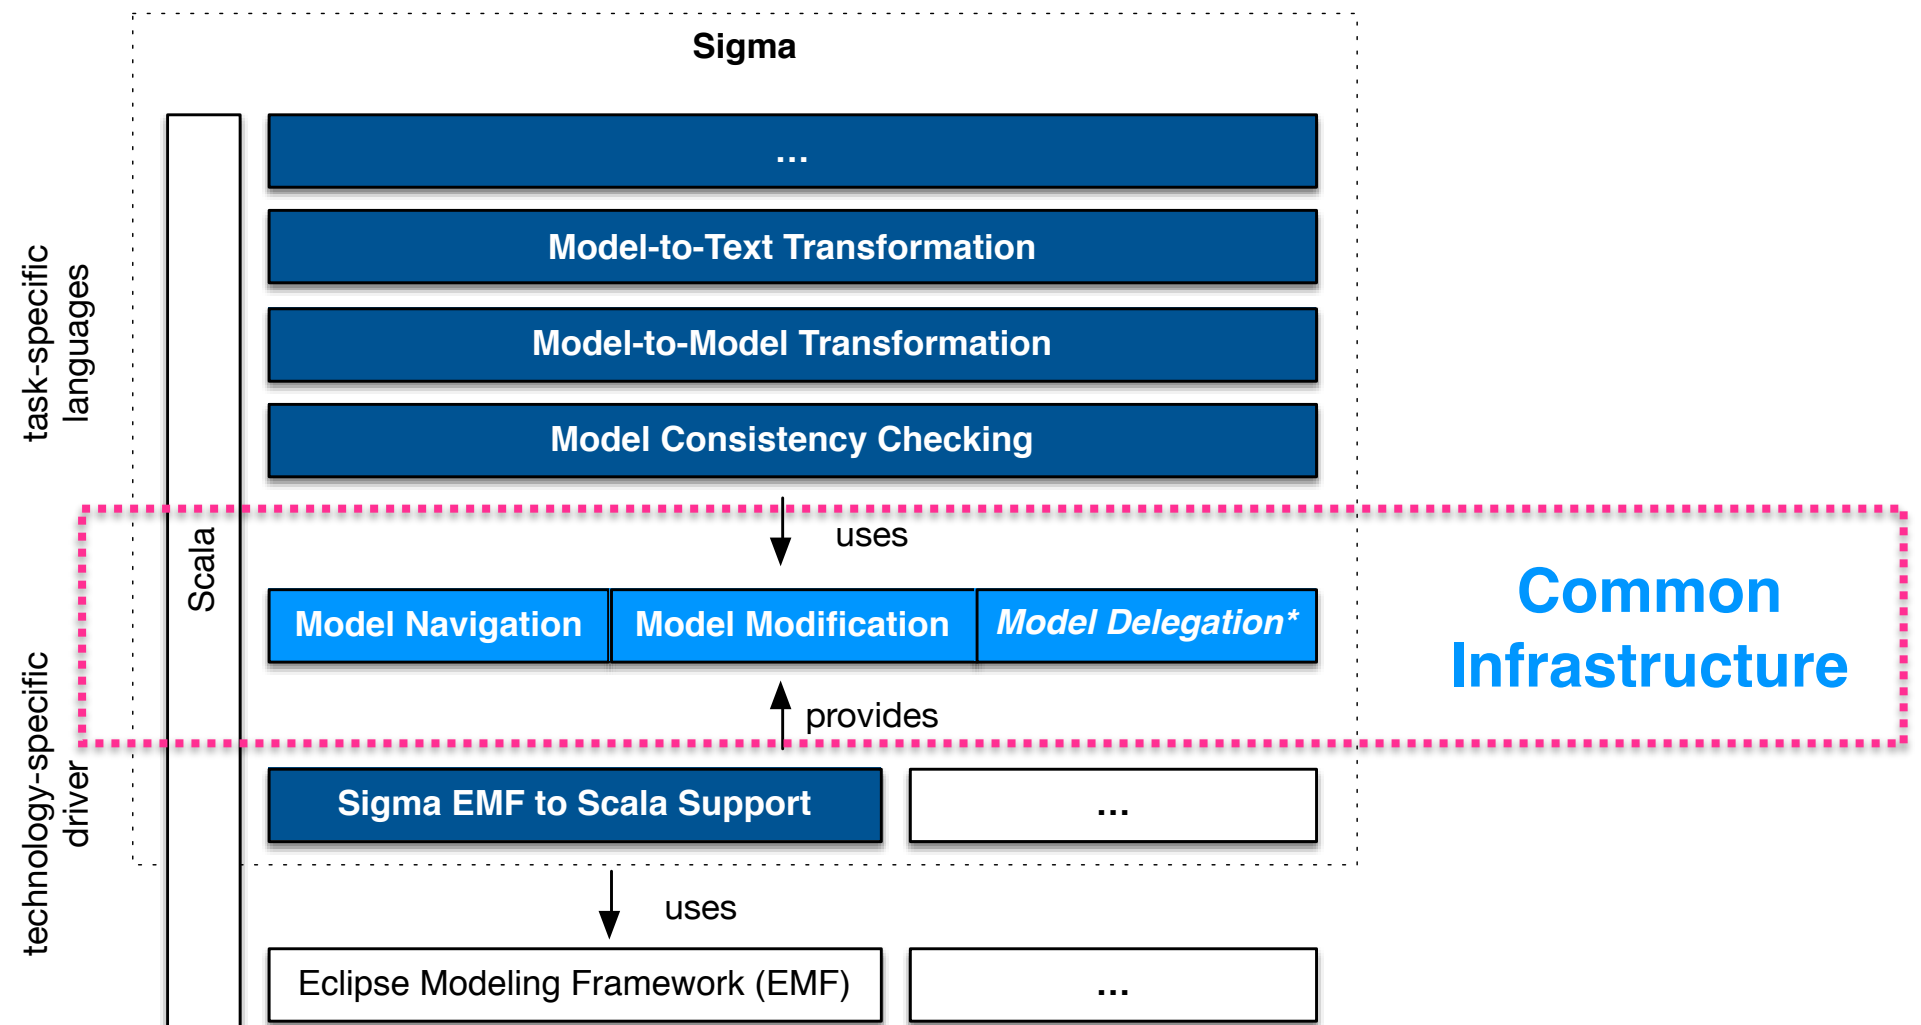 Sigma
...
Model-to-Text Transformation
Model-to-Model Transformation
Model Consistency Checking
task-specific
languages
Scala
uses
Model Navigation
Model Modification
Model Delegation*
Common
Infrastructure
provides
technology-specific
driver
Sigma EMF to Scala Support
...
uses
Eclipse Modeling Framework (EMF)
...